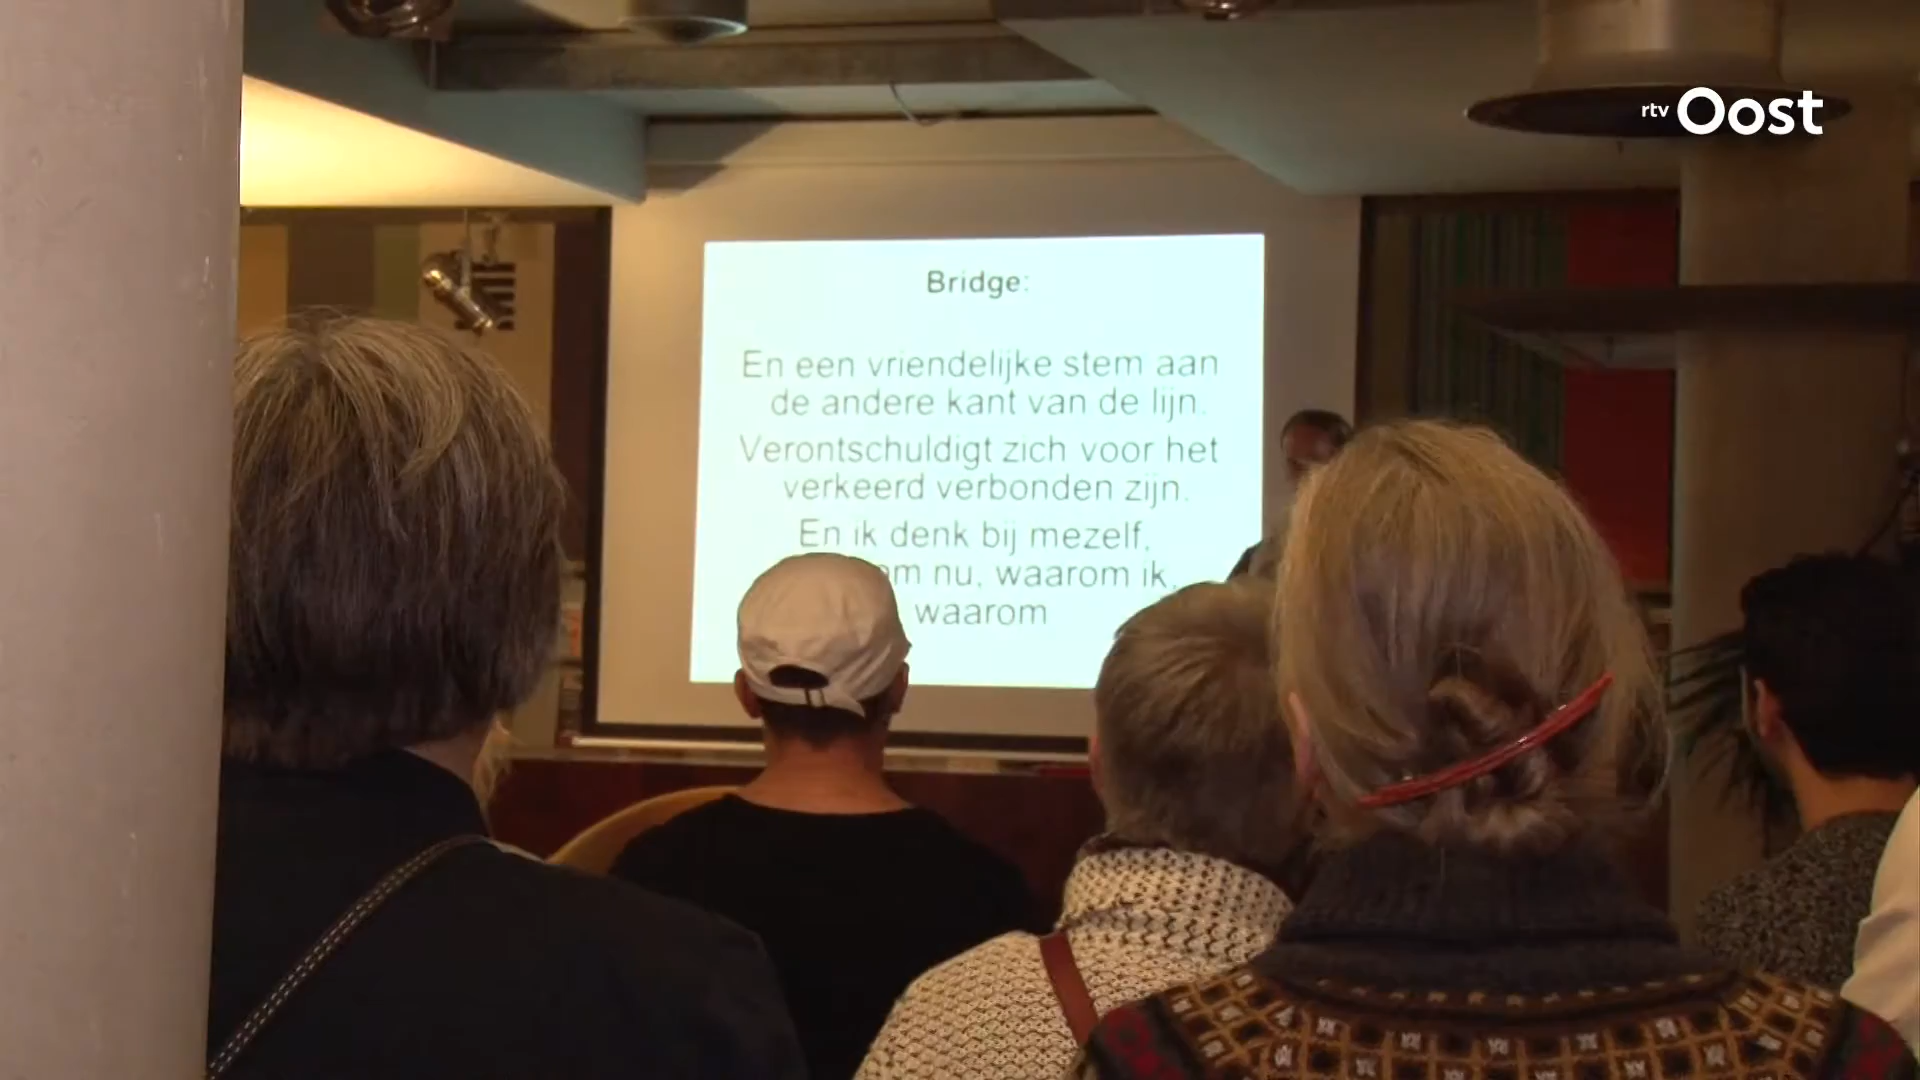 rtv Oost
Bridge:
En een vriendelijke stem aan
de andere kant van de lijn.
Verontschuldigt zich voor het
verkeerd verbonden zijn.
En ik denk bij mezelf,
nu, waarom ik,
waarom